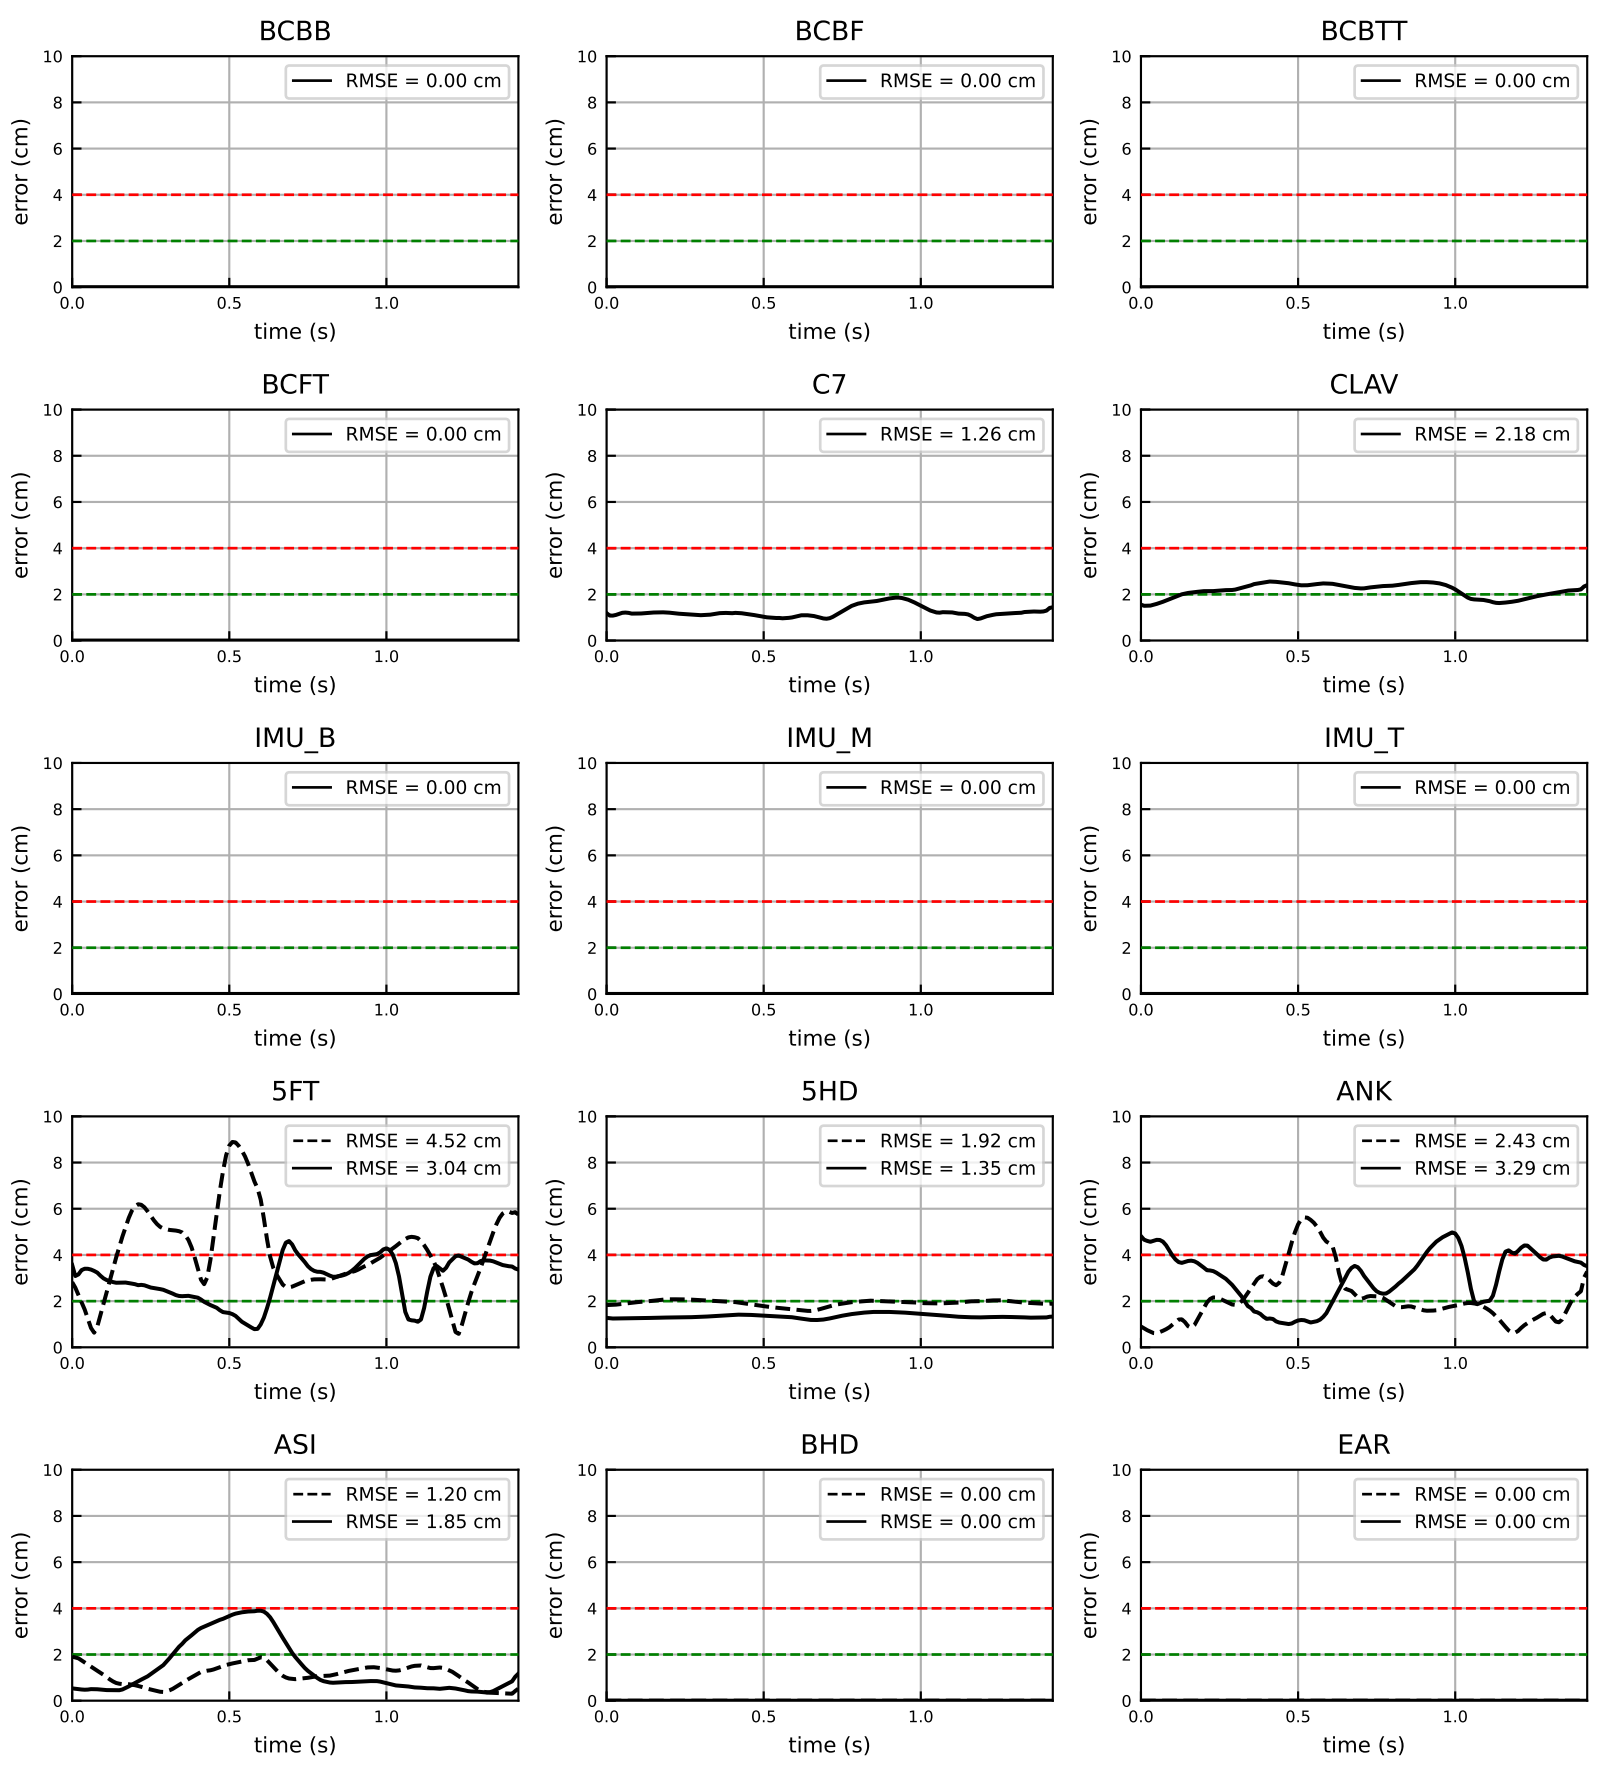 BCBB
BCBF
BCBTT
RMSE = 0.00 cm
RMSE = 0.00 cm
RMSE = 0.00 cm
error (cm)
10
8
6
4
2
0
error (cm)
10
8
6
4
2
0
error (cm)
10
8
6
4
2
0
0.0 0.5 1.0
0.0 0.5 1.0
0.0 0.5 1.0
time (s)
time (s)
time (s)
BCFT
C7
CLAV
RMSE = 0.00 cm
RMSE = 1.26 cm
RMSE = 2.18 cm
error (cm)
10
8
6
4
2
0
error (cm)
10
8
6
4
2
0
error (cm)
10
8
6
4
2
0
0.0 0.5 1.0
0.0 0.5 1.0
0.0 0.5 1.0
time (s)
time (s)
time (s)
IMU_B
IMU_M
IMU_T
RMSE = 0.00 cm
RMSE = 0.00 cm
RMSE = 0.00 cm
error (cm)
10
8
6
4
2
0
error (cm)
10
8
6
4
2
0
error (cm)
10
8
6
4
2
0
0.0 0.5 1.0
0.0 0.5 1.0
0.0 0.5 1.0
time (s)
time (s)
time (s)
5FT
5HD
ANK
RMSE = 4.52 cm
RMSE = 3.04 cm
RMSE = 1.92 cm
RMSE = 1.35 cm
RMSE = 2.43 cm
RMSE = 3.29 cm
error (cm)
10
8
6
4
2
0
error (cm)
10
8
6
4
2
0
error (cm)
10
8
6
4
2
0
0.0 0.5 1.0
0.0 0.5 1.0
0.0 0.5 1.0
time (s)
time (s)
time (s)
ASI
BHD
EAR
RMSE = 1.20 cm
RMSE = 1.85 cm
RMSE = 0.00 cm
RMSE = 0.00 cm
RMSE = 0.00 cm
RMSE = 0.00 cm
error (cm)
10
8
6
4
2
0
error (cm)
10
8
6
4
2
0
error (cm)
10
8
6
4
2
0
0.0 0.5 1.0
0.0 0.5 1.0
0.0 0.5 1.0
time (s)
time (s)
time (s)